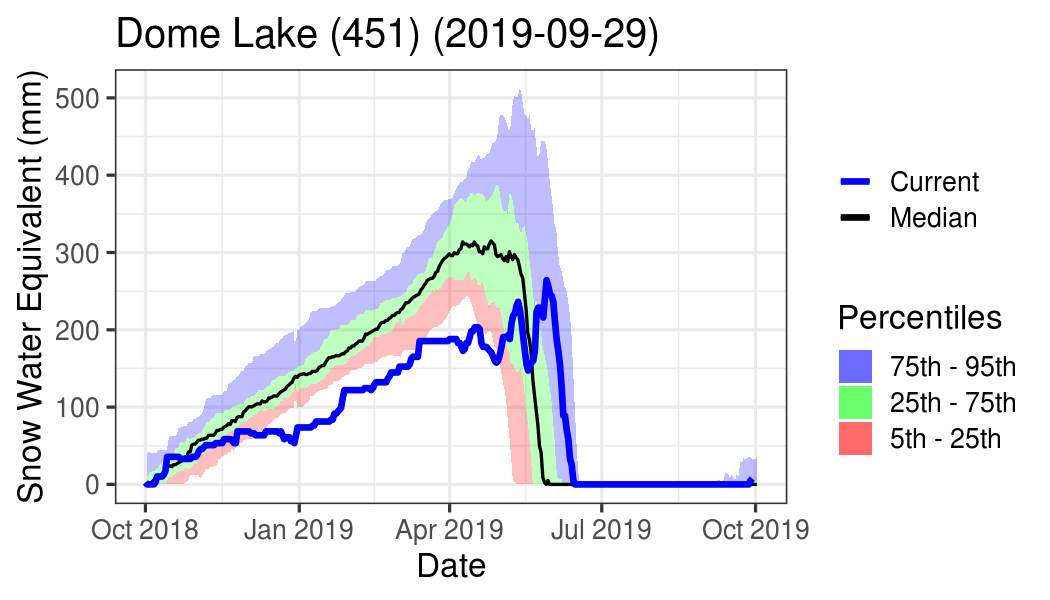 Dome Lake (451) (2019-09-29)
Snow Water Equivalent (mm)
500
400
300
200
100
0
Oct 2018
Jan 2019
Apr 2019
Jul 2019
Oct 2019
Date
Current
Median
Percentiles
75th - 95th
25th - 75th
5th - 25th